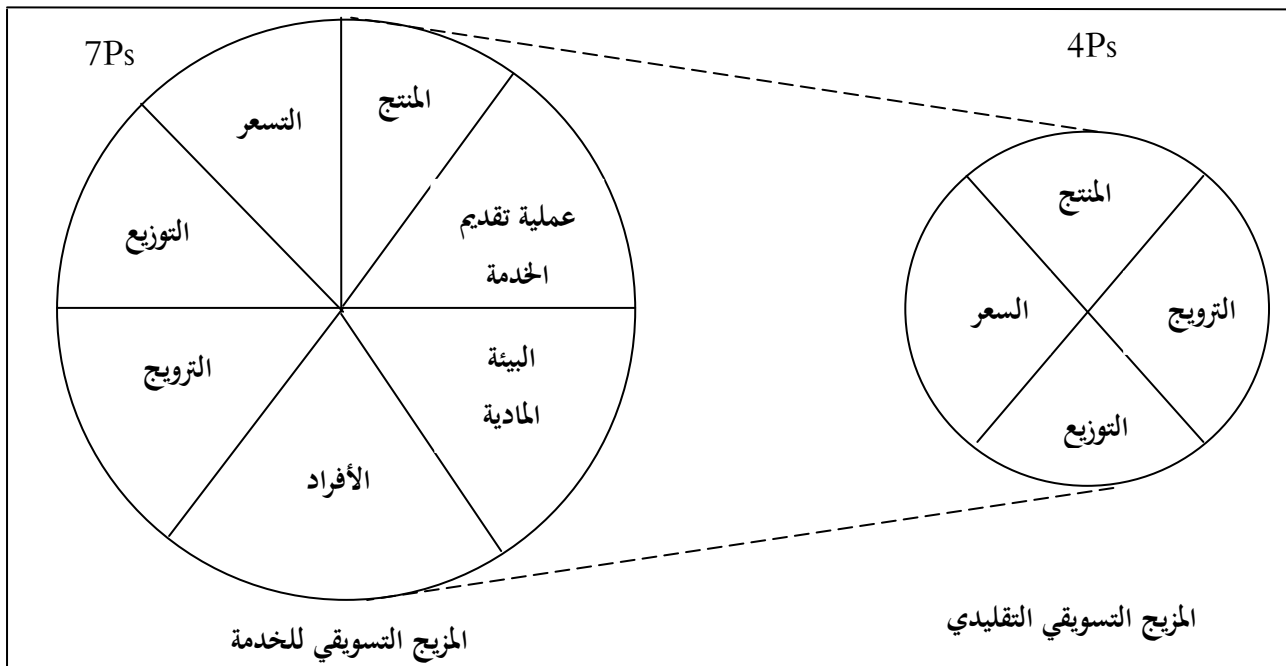 4Ps
المنتج
السعر
الترويج
التوزيع
المزيج التسويقي التقليدي
7Ps
المنتج
التسعر
عملية تقديم
الخدمة
التوزيع
البيئة
المادية
الترويج
الأفراد
المزيج التسويقي للخدمة